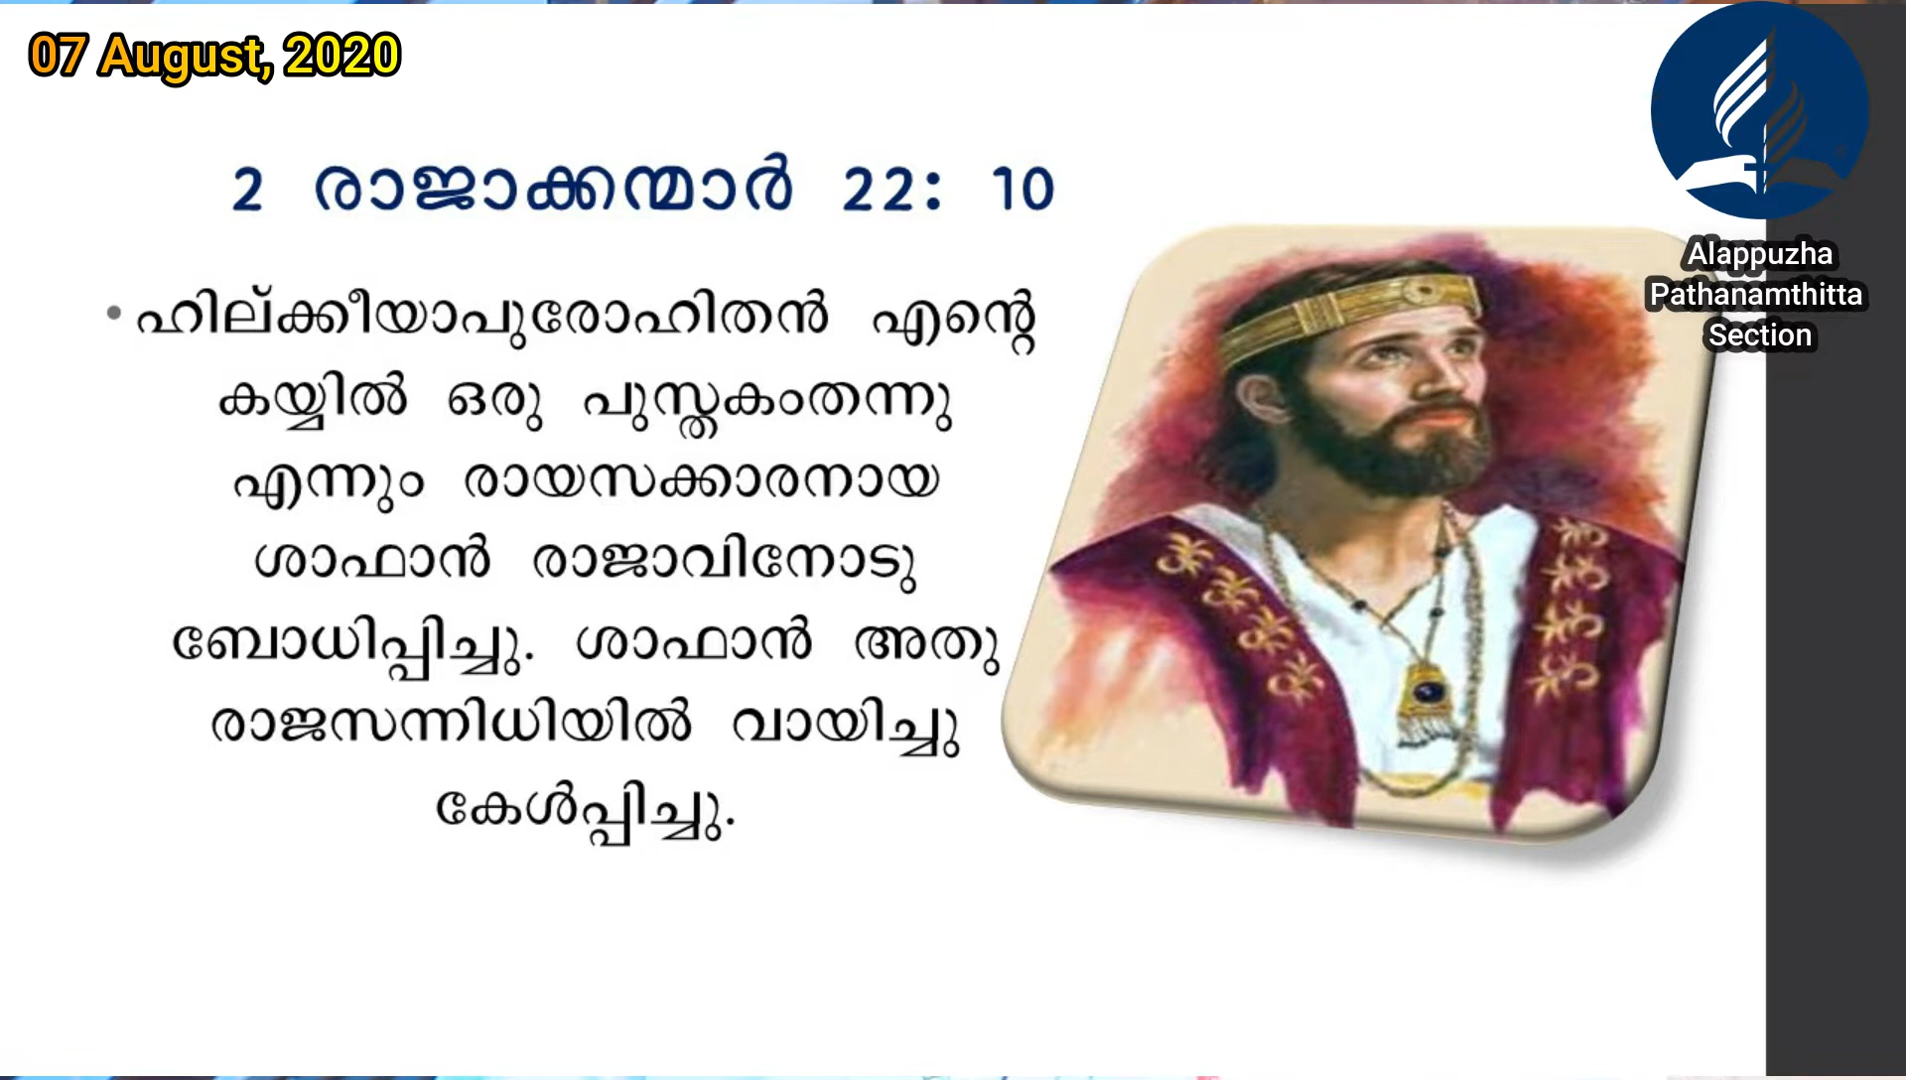 07 August, 2020
2 രാജാക്കന്മാർ 22: 10
• ഹില്ക്കീയാപുരോഹിതൻ എന്റെ
കയ്യിൽ ഒരു പുസ്തകംതന്നു
എന്നും രായസക്കാരനായ
ശാഫാൻ രാജാവിനോടു
ബോധിപ്പിച്ചു. ശാഫാൻ അതു
രാജസന്നിധിയിൽ വായിച്ചു
കേൾപ്പിച്ചു.
Alappuzha
Pathanamthitta
Section